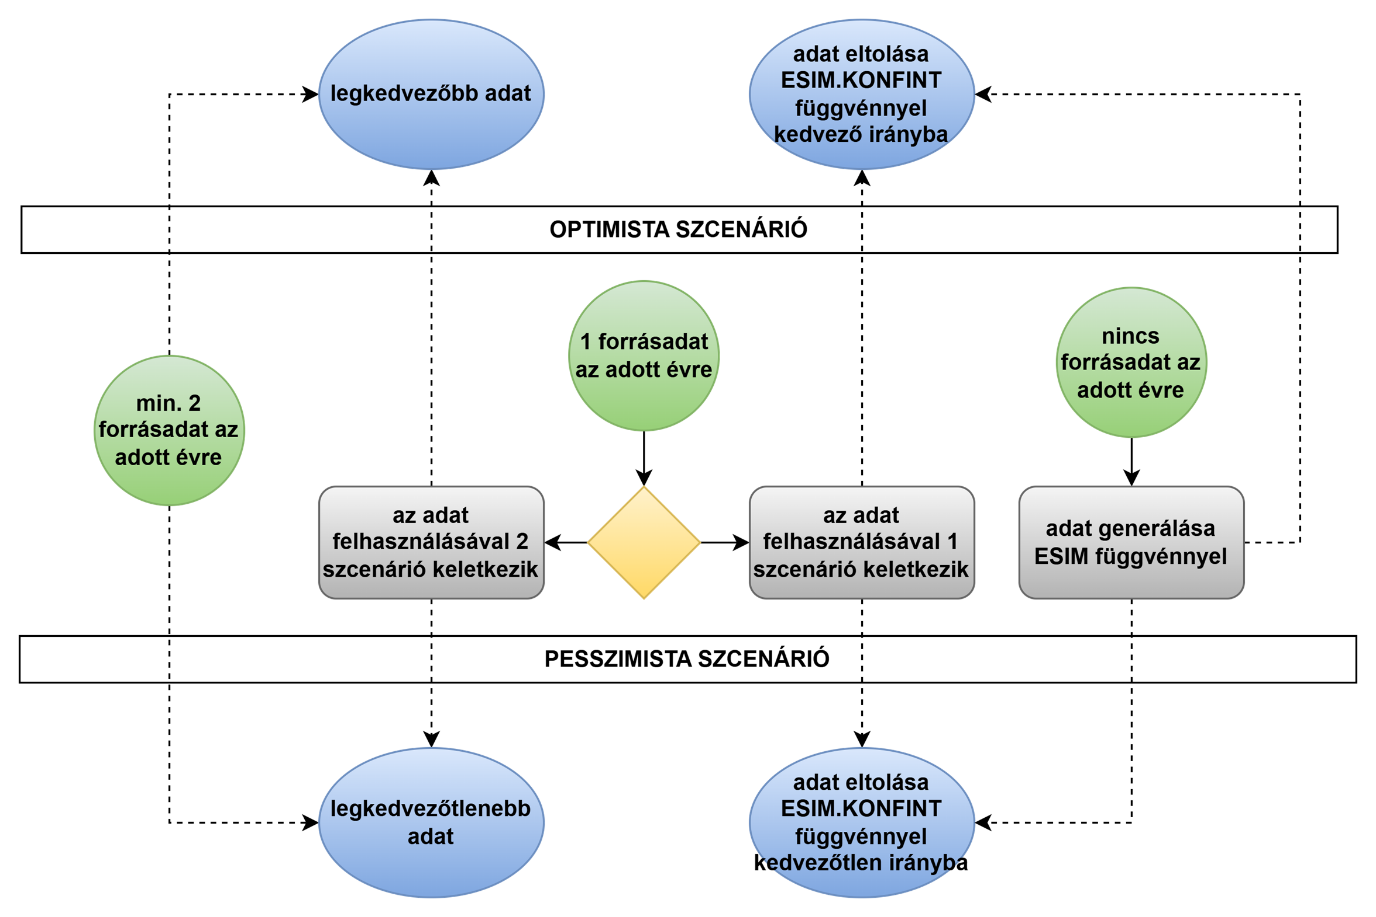 legkedvezőbb adat
adat eltolása
ESIM.KONFINT
függvénnyel
kedvező irányba
OPTIMISTA SZCENÁRIÓ
min. 2
forrásadat az
adott évre
1 forrásadat
az adott évre
nincs
forrásadat az
adott évre
az adat
felhasználásával 2
szcenárió keletkezik
az adat
felhasználásával 1
szcenárió keletkezik
adat generálása
ESIM függvénnyel
PESSZIMISTA SZCENÁRIÓ
legkedvezőtlenebb
adat
adat eltolása
ESIM.KONFINT
függvénnyel
kedvezőtlen irányba